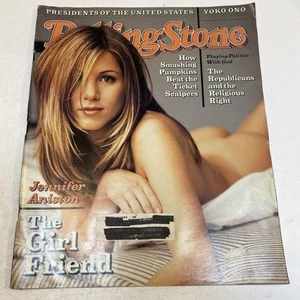 PRESIDENTS OF THE UNITED STATES
YOKO ONO
RollingStone
How
Smashing
Pumpkins
Beat the
Ticket
Scalpers
Playing Politics
With God
The
Republicans
and the
Religious
Right
Jennifer
Aniston
The
Girl
Friend